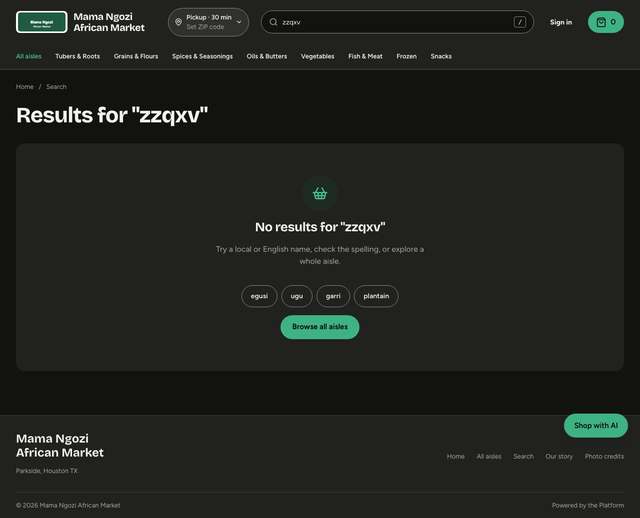 Mama Ngozi
Mama Ngozi
African Market
Pickup · 30 min
Set ZIP code
zzqxv
/
Sign in
0
All aisles
Tubers & Roots
Grains & Flours
Spices & Seasonings
Oils & Butters
Vegetables
Fish & Meat
Frozen
Snacks
Home / Search
Results for "zzqxv"
No results for "zzqxv"
Try a local or English name, check the spelling, or explore a
whole aisle.
egusi
ugu
garri
plantain
Browse all aisles
Shop with AI
Mama Ngozi
African Market
Parkside, Houston TX
Home
All aisles
Search
Our story
Photo credits
© 2026 Mama Ngozi African Market
Powered by the Platform